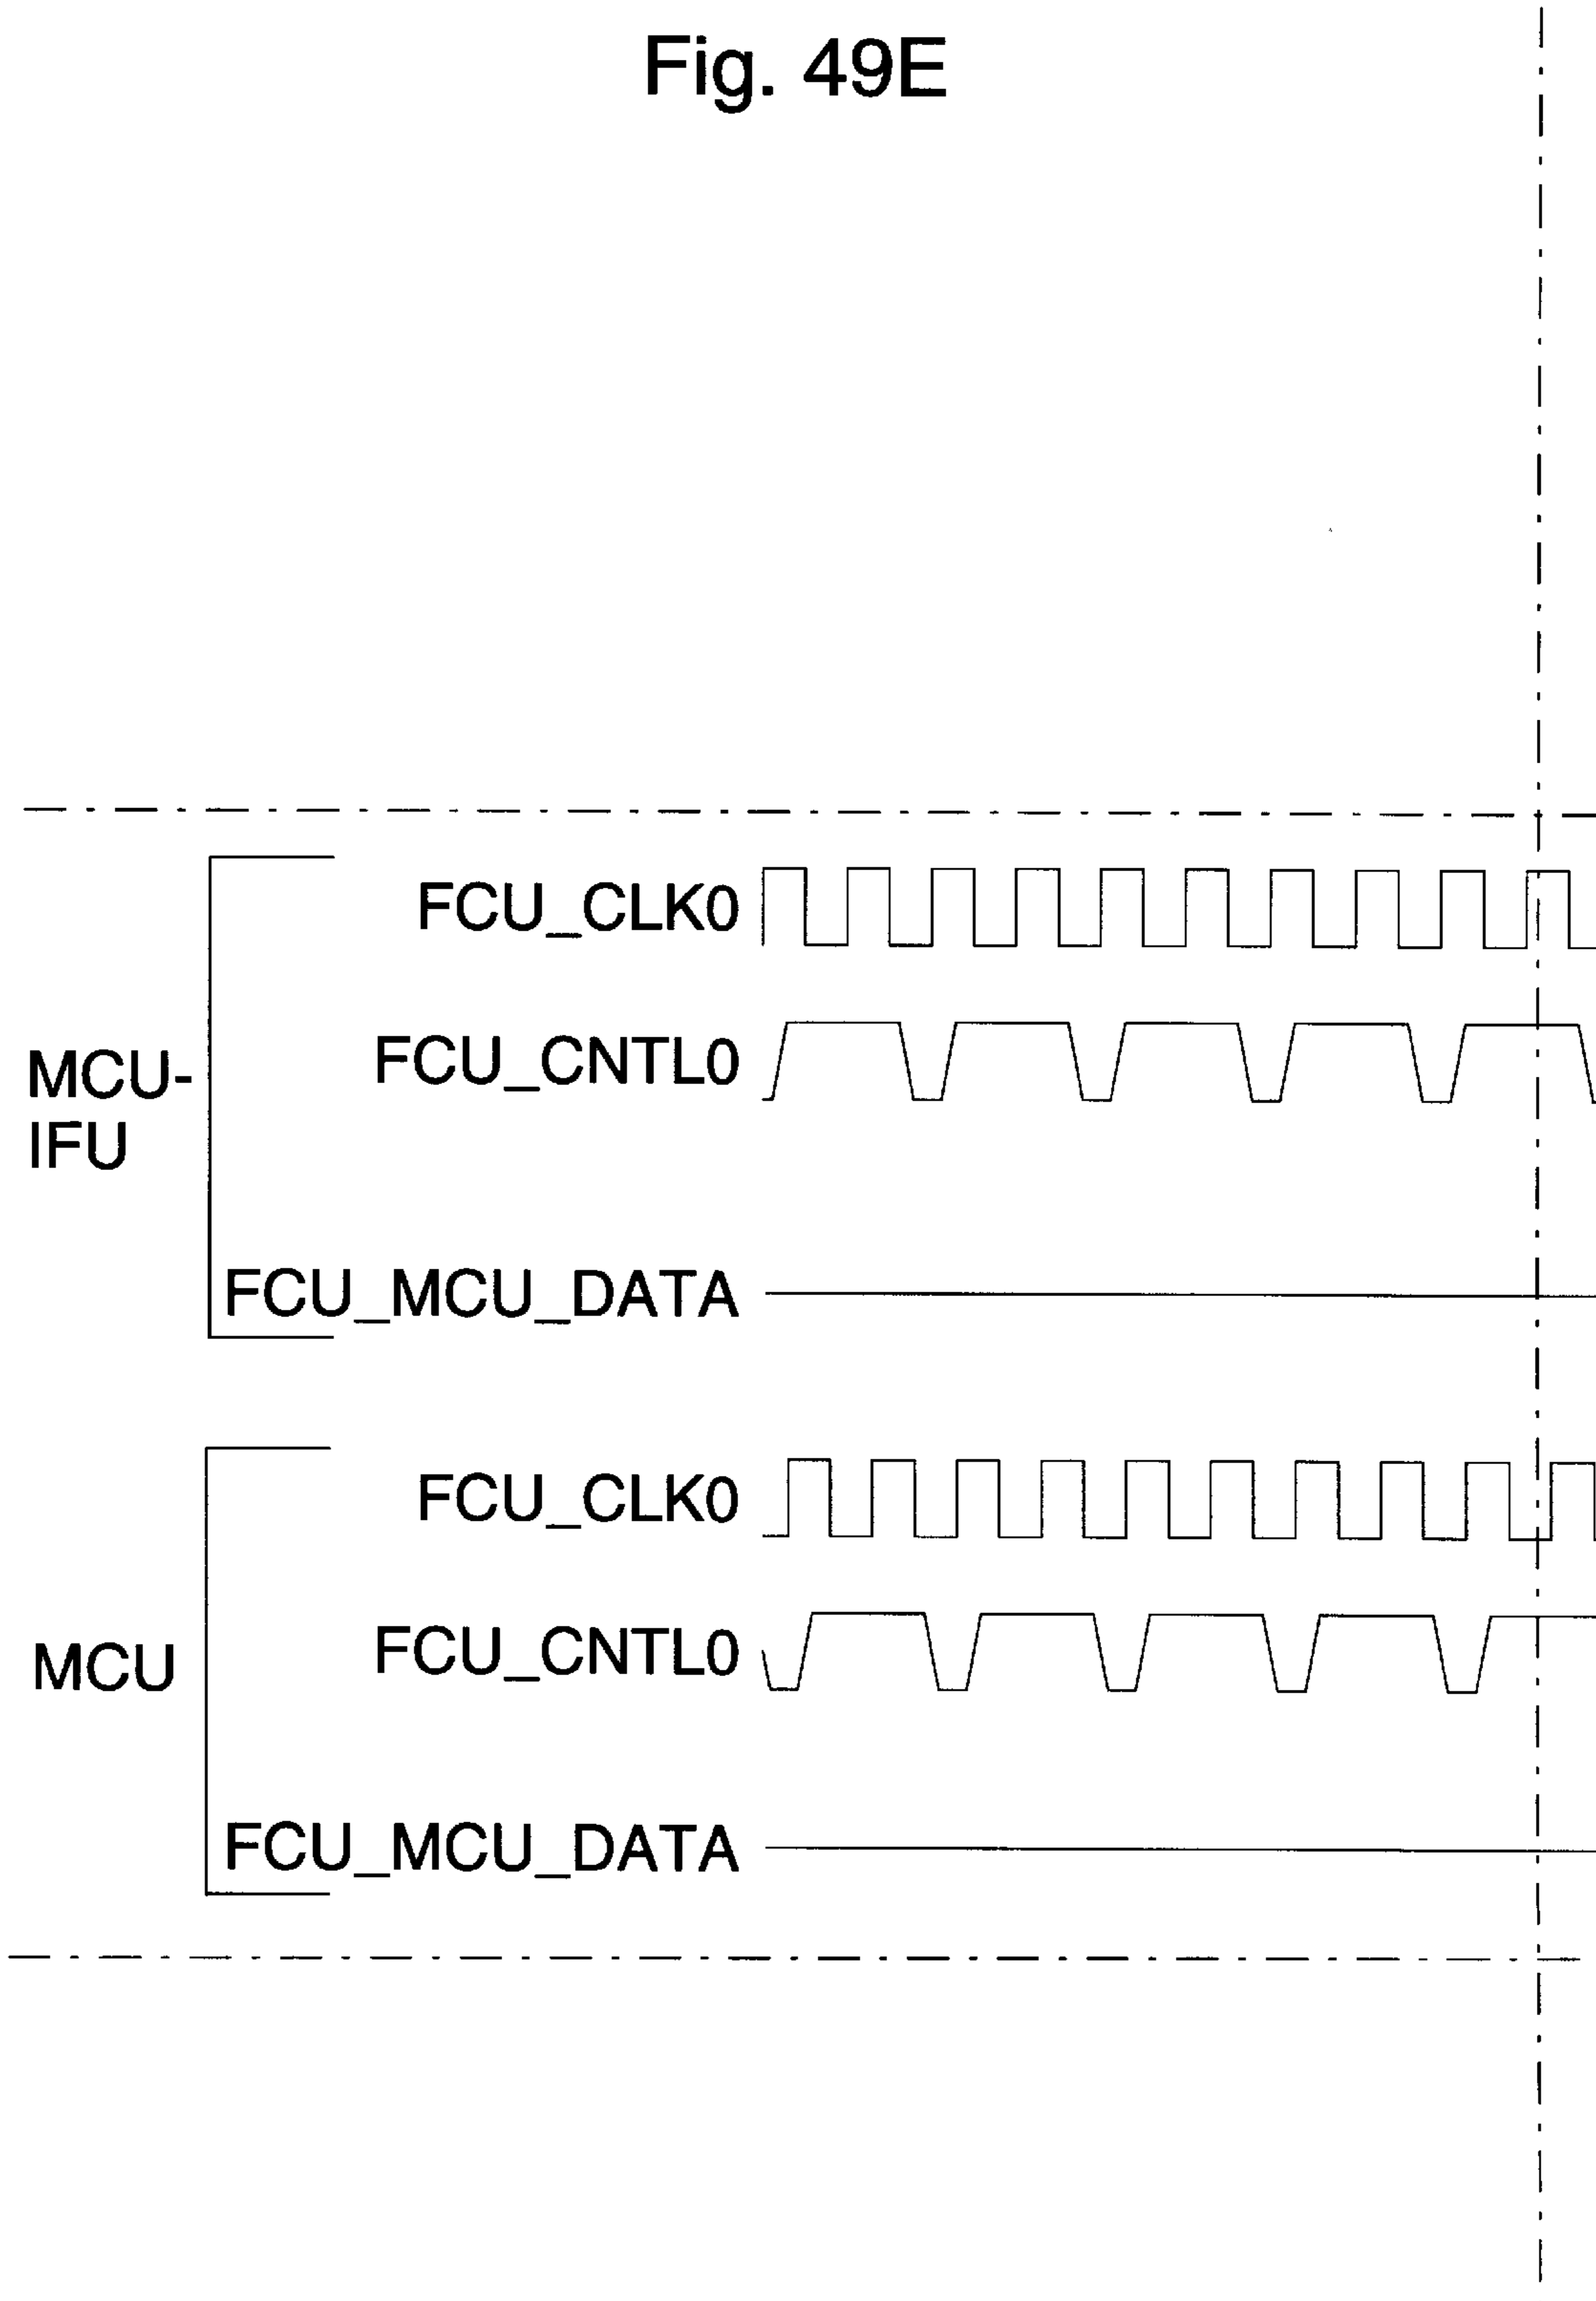 Fig. 49E
MCU-
IFU
FCU_CLK0
FCU_CNTL0
FCU_MCU_DATA
MCU
FCU_CLK0
FCU_CNTL0
FCU_MCU_DATA